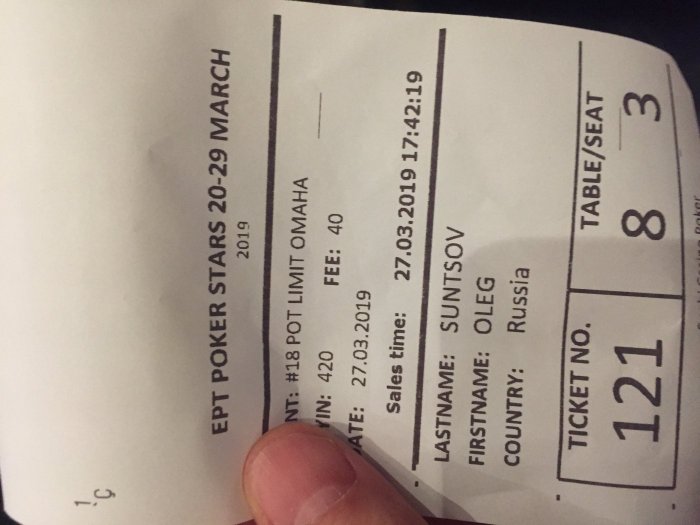 EPT POKER STARS 20-29 MARCH
2019
NT: #18 POT LIMIT OMAHA
YIN: 420 FEE: 40
ATE: 27.03.2019
Sales time: 27.03.2019 17:42:19
LASTNAME: SUNTSOV
FIRSTNAME: OLEG
COUNTRY: Russia
TICKET NO. TABLE/SEAT
121 8 3